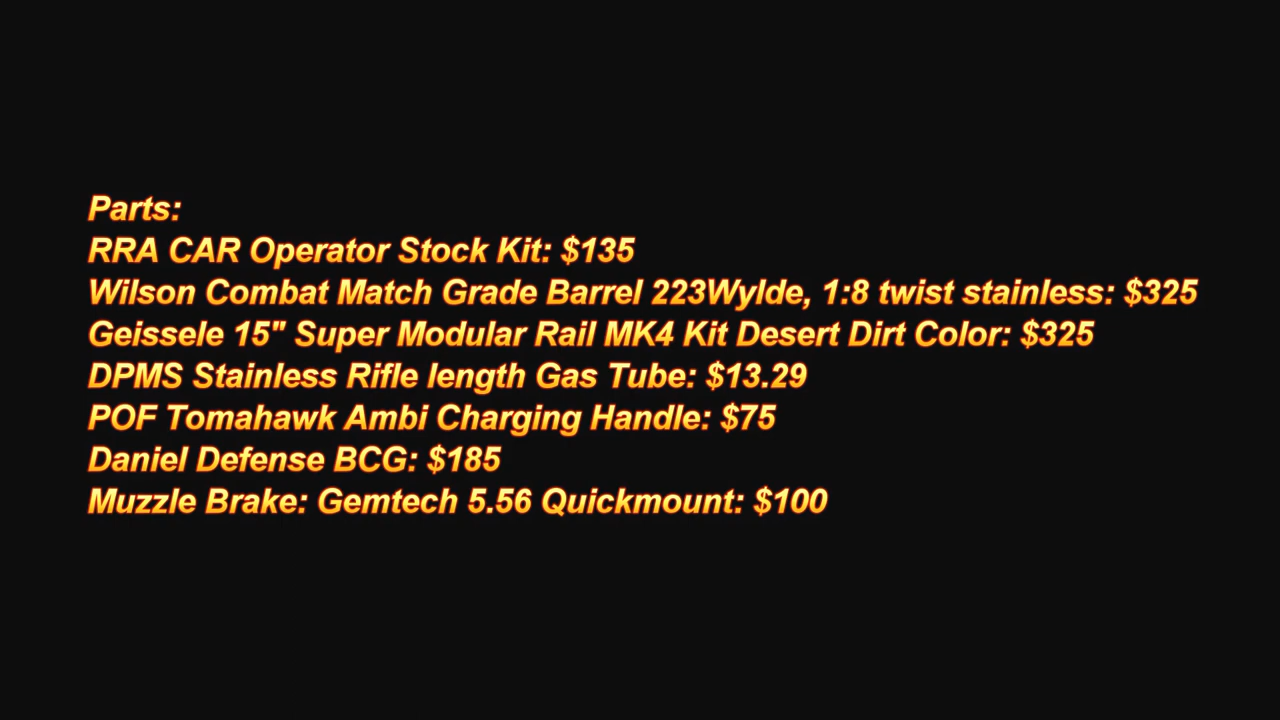 Parts:
RRA CAR Operator Stock Kit: $135
Wilson Combat Match Grade Barrel 223Wylde, 1:8 twist stainless: $325
Geissele 15" Super Modular Rail MK4 Kit Desert Dirt Color: $325
DPMS Stainless Rifle length Gas Tube: $13.29
POF Tomahawk Ambi Charging Handle: $75
Daniel Defense BCG: $185
Muzzle Brake: Gemtech 5.56 Quickmount: $100